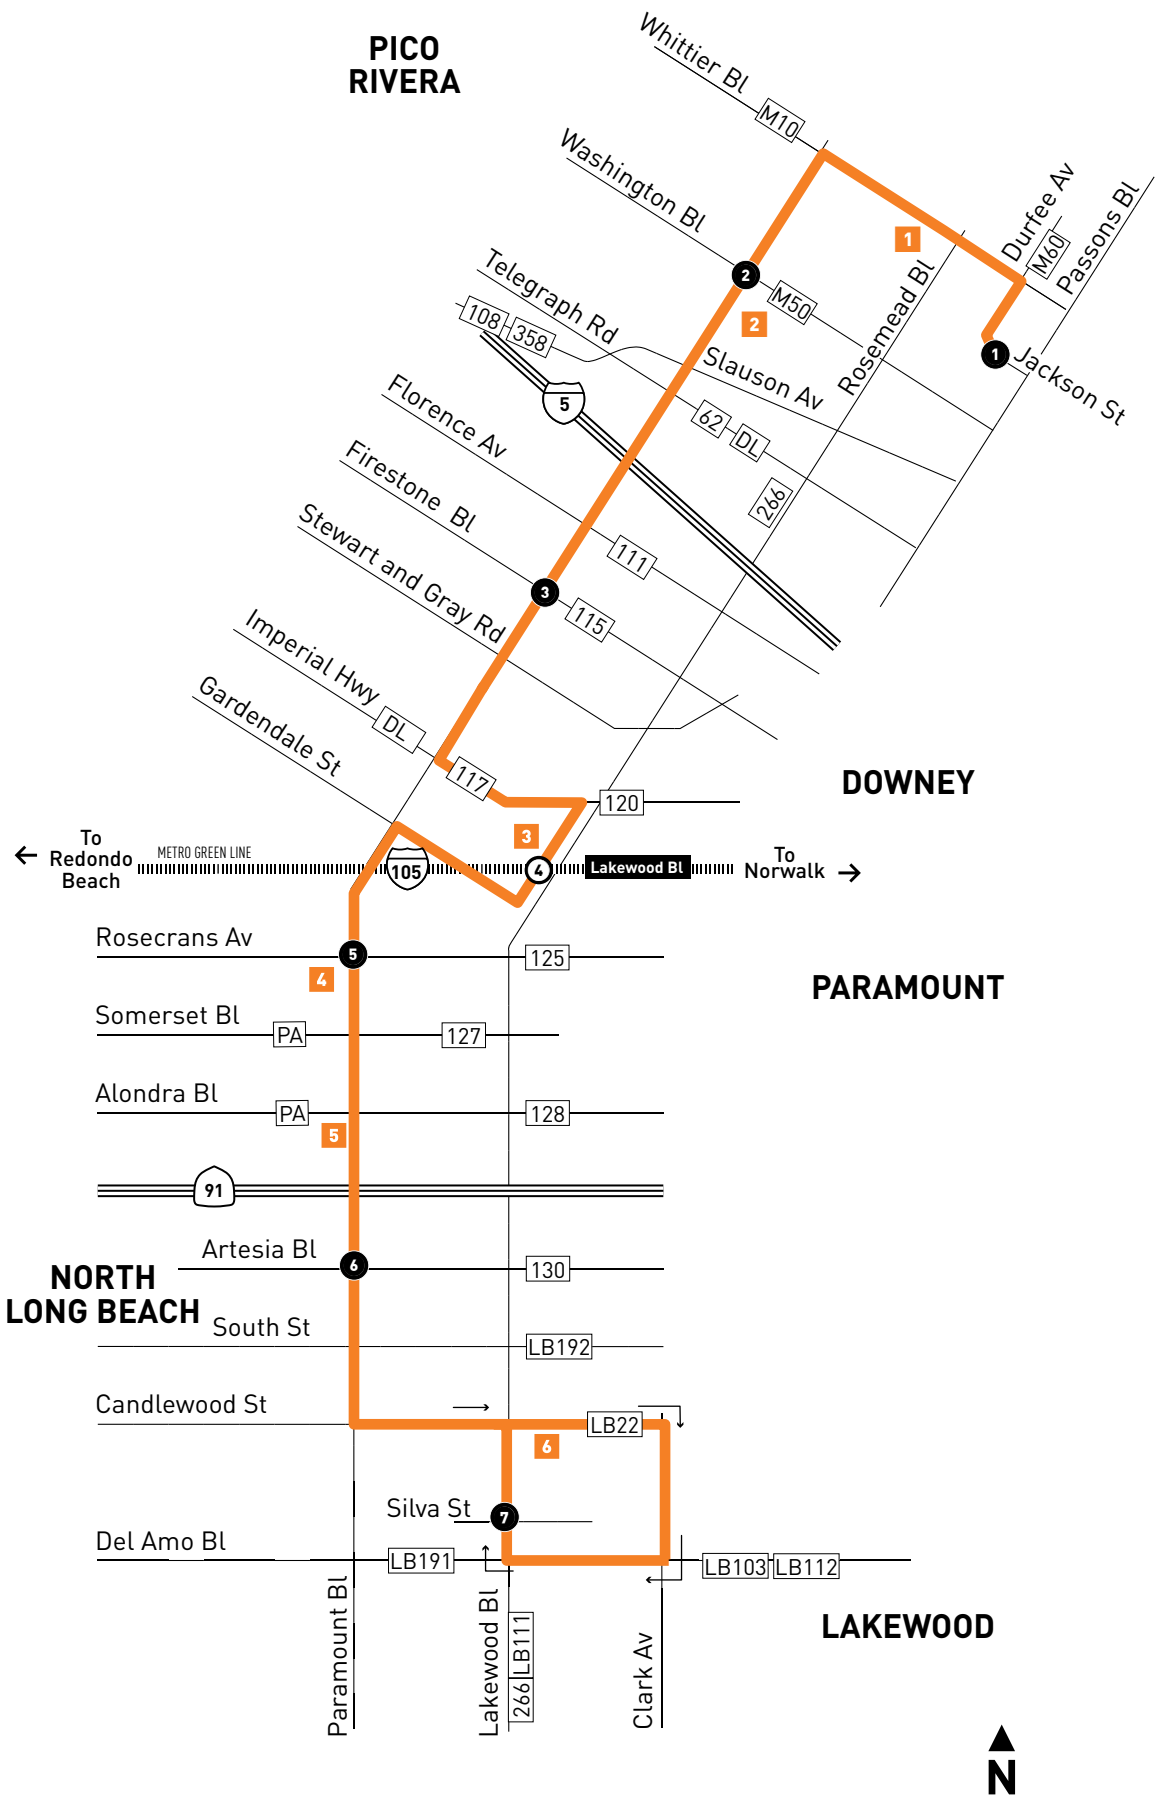 PICO
RIVERA
Whittier Bl
M10
Washington Bl
Durfee Av
M60
Passons Bl
1
2
M50
2
Telegraph Rd
Rosemead Bl
1
Jackson St
108
358
Slauson Av
5
Florence Av
62
DL
Firestone Bl
266
Stewart and Gray Rd
111
3
115
Imperial Hwy
DL
Gardendale St
117
120
DOWNEY
3
To
Redondo
Beach
METRO GREEN LINE
105
4
Lakewood Bl
To
Norwalk
Rosecrans Av
5
125
4
PARAMOUNT
Somerset Bl
PA
127
Alondra Bl
PA
128
5
91
Artesia Bl
6
130
NORTH
LONG BEACH
South St
LB192
Candlewood St
LB22
6
Silva St
7
Del Amo Bl
LB191
LB103
LB112
Paramount Bl
Lakewood Bl
266
LB111
Clark Av
LAKEWOOD
N